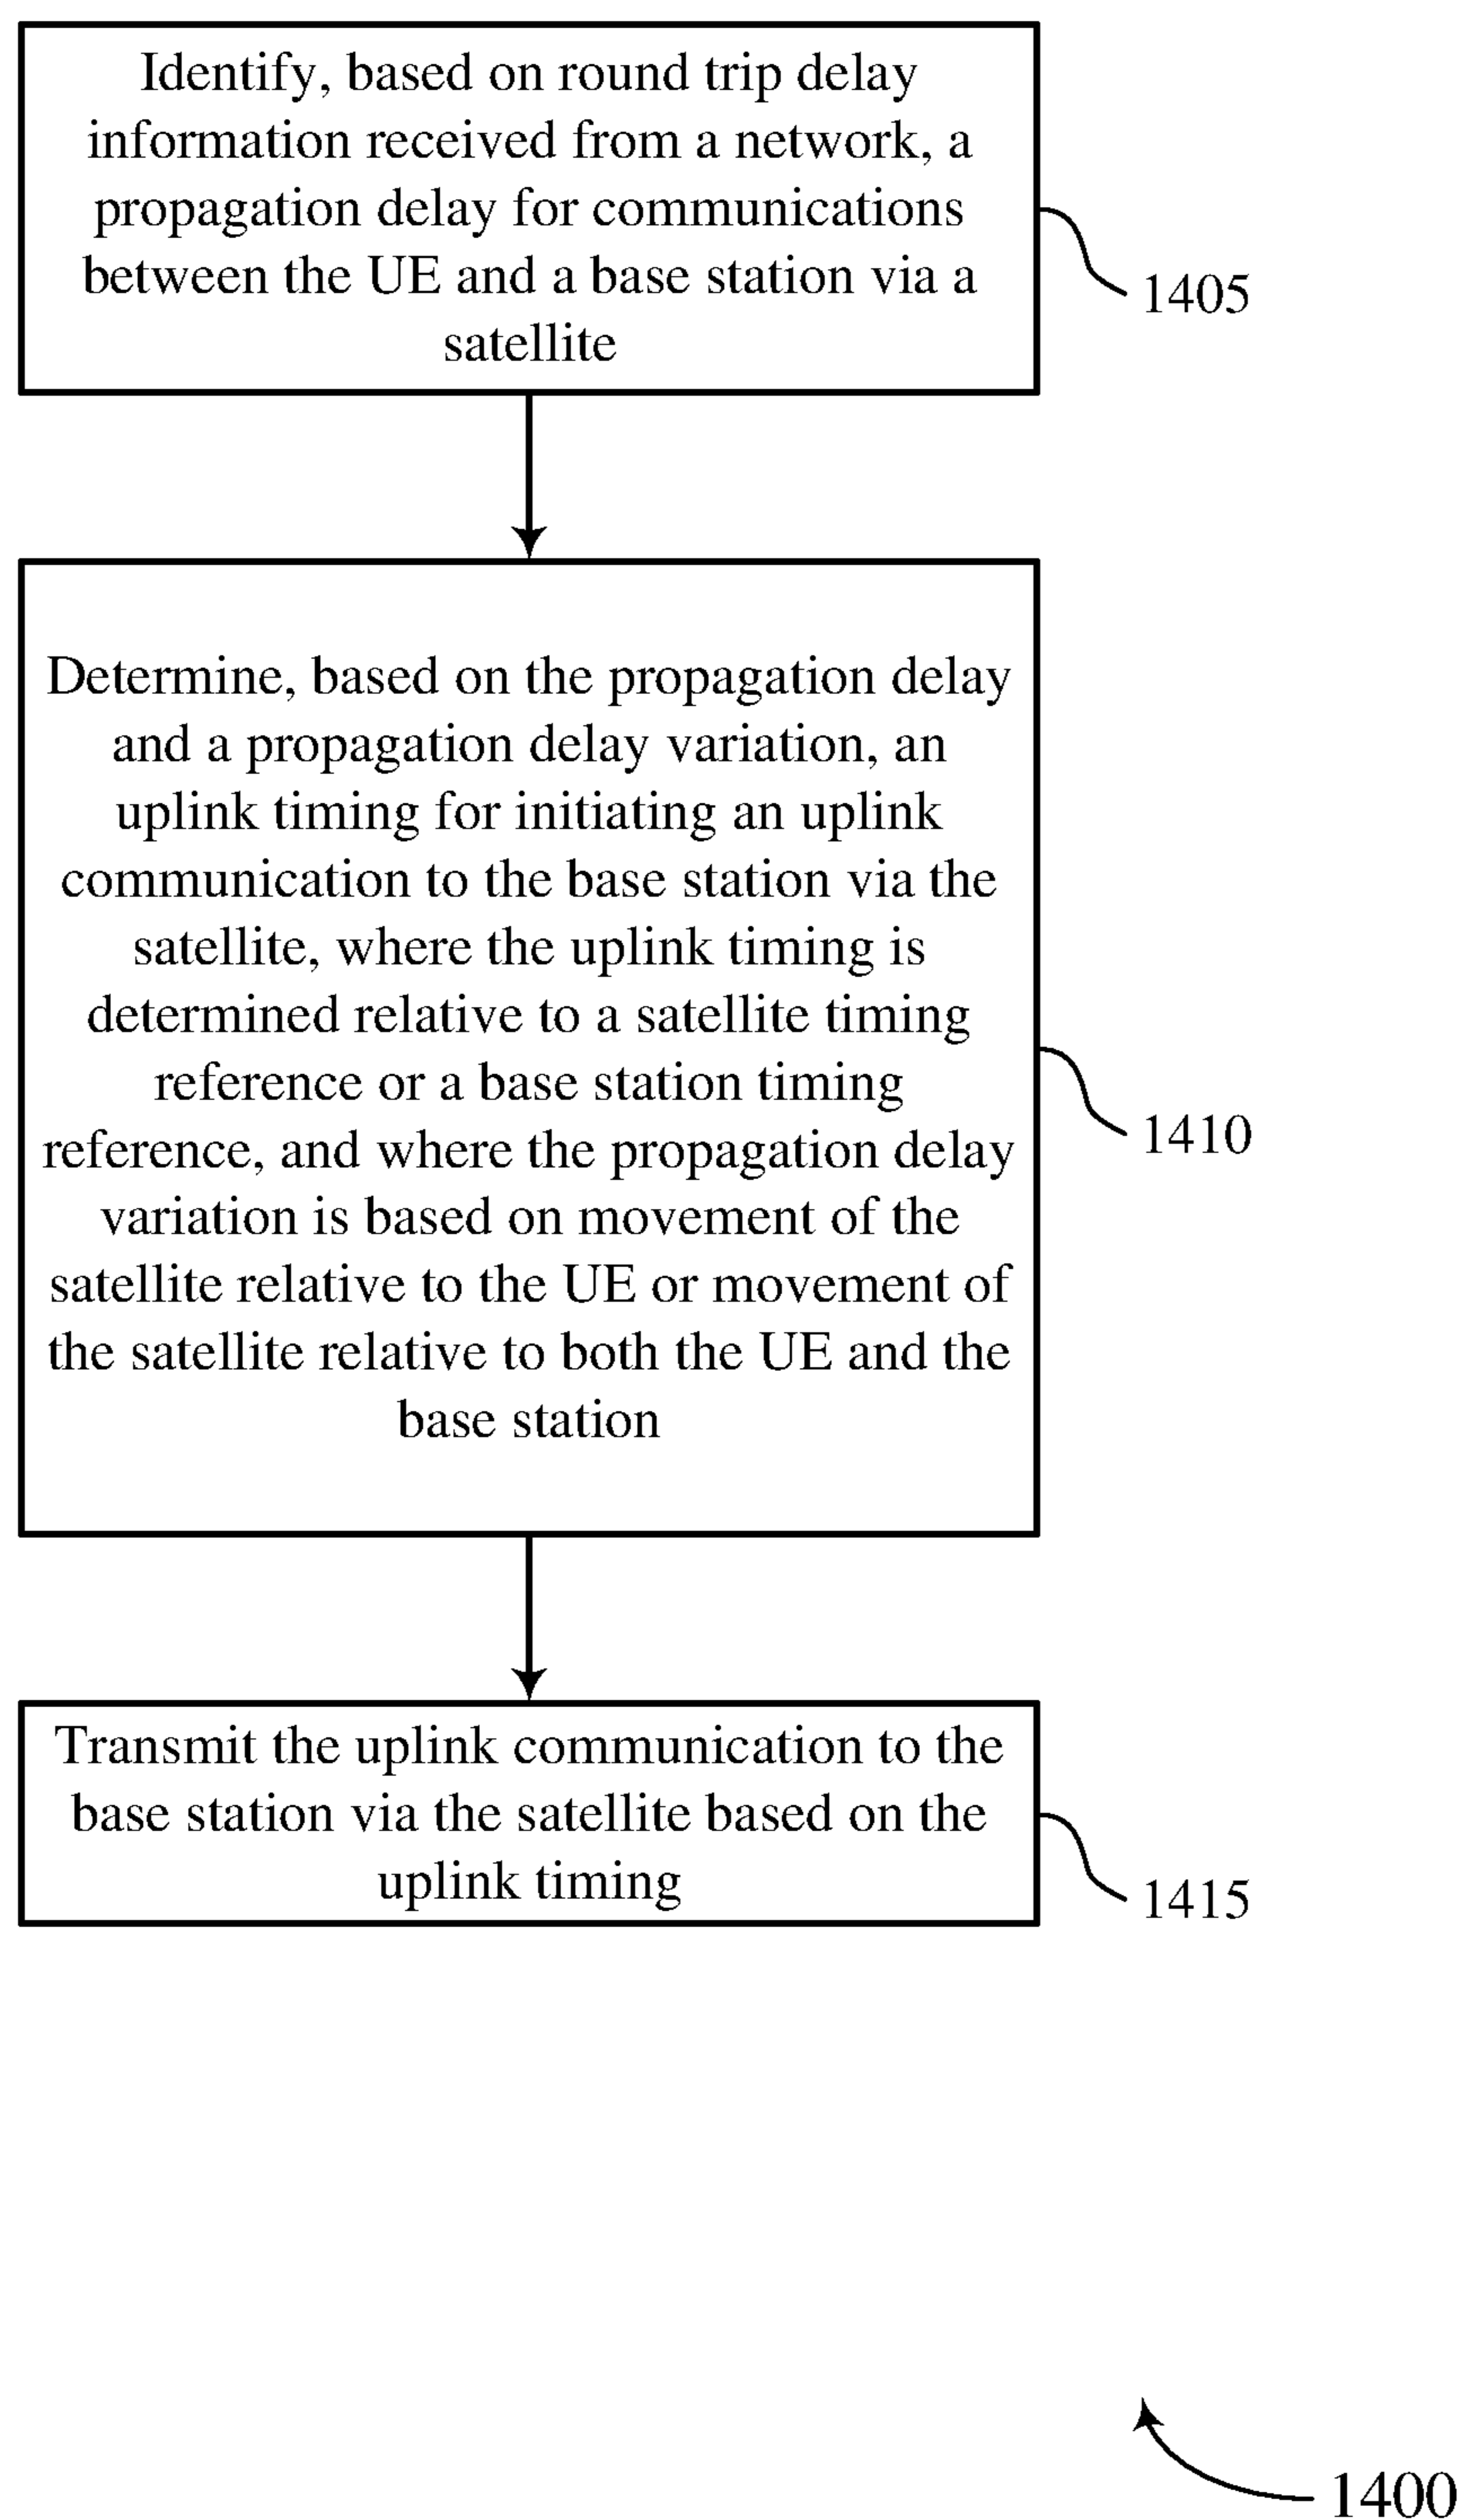 Identify, based on round trip delay
information received from a network, a
propagation delay for communications
between the UE and a base station via a
satellite
1405
Determine, based on the propagation delay
and a propagation delay variation, an
uplink timing for initiating an uplink
communication to the base station via the
satellite, where the uplink timing is
determined relative to a satellite timing
reference or a base station timing
reference, and where the propagation delay
variation is based on movement of the
satellite relative to the UE or movement of
the satellite relative to both the UE and the
base station
1410
Transmit the uplink communication to the
base station via the satellite based on the
uplink timing
1415
1400